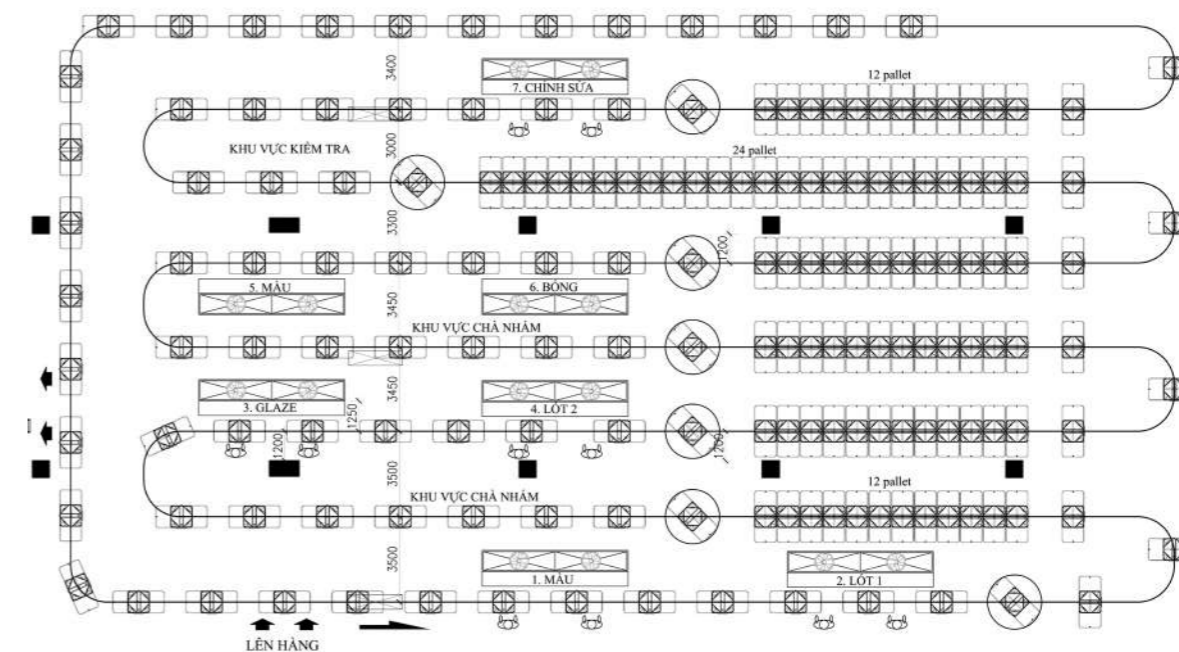 3400
12 pallet
7. CHỈNH SỬA
KHU VỰC KIỂM TRA
3000
24 pallet
3300
1200
5. MÀU
6. BÓNG
3450
KHU VỰC CHÀ NHÁM
3450
3. GLAZE
4. LÓT 2
1250
1200
1200
3500
12 pallet
KHU VỰC CHÀ NHÁM
3500
1. MÀU
2. LÓT 1
LÊN HÀNG